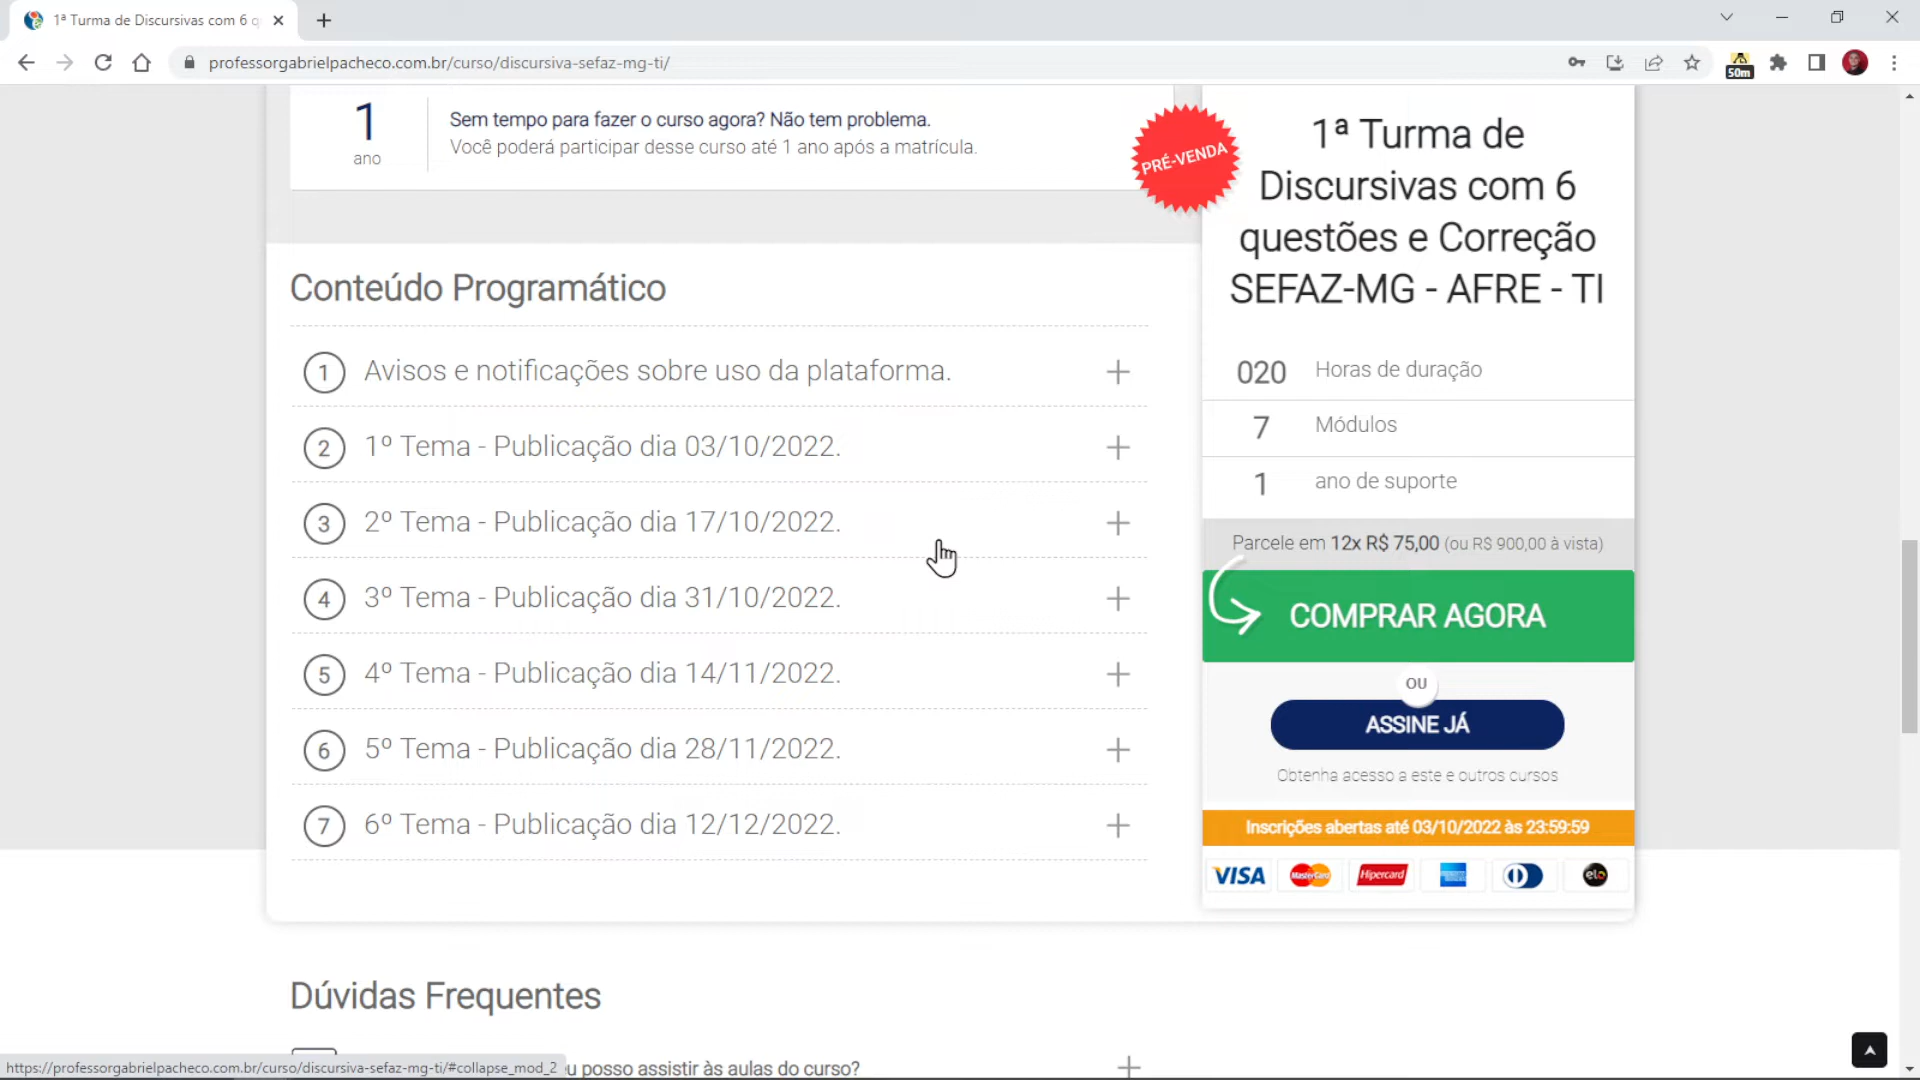 1ª Turma de Discursivas com 6 q
professorgabrielpacheco.com.br/curso/discursiva-sefaz-mg-ti/
50m
1
ano
Sem tempo para fazer o curso agora? Não tem problema.
Você poderá participar desse curso até 1 ano após a matrícula.
PRÉ-VENDA
1ª Turma de
Discursivas com 6
questões e Correção
SEFAZ-MG - AFRE - TI
Conteúdo Programático
1 Avisos e notificações sobre uso da plataforma.
2 1º Tema - Publicação dia 03/10/2022.
3 2º Tema - Publicação dia 17/10/2022.
4 3º Tema - Publicação dia 31/10/2022.
5 4º Tema - Publicação dia 14/11/2022.
6 5º Tema - Publicação dia 28/11/2022.
7 6º Tema - Publicação dia 12/12/2022.
020 Horas de duração
7 Módulos
1 ano de suporte
Parcele em 12x R$ 75,00 (ou R$ 900,00 à vista)
COMPRAR AGORA
OU
ASSINE JÁ
Obtenha acesso a este e outros cursos
Inscrições abertas até 03/10/2022 às 23:59:59
VISA MasterCard Hipercard elo
Dúvidas Frequentes
u posso assistir às aulas do curso?
https://professorgabrielpacheco.com.br/curso/discursiva-sefaz-mg-ti/#collapse_mod_2